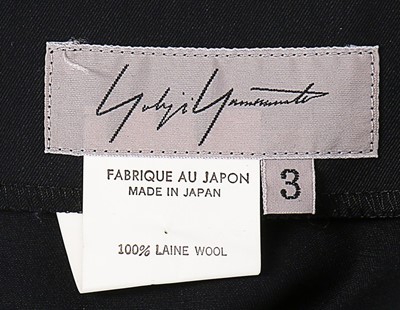 Yohji Yamamoto
FABRIQUE AU JAPON
MADE IN JAPAN
3
100% LAINE WOOL